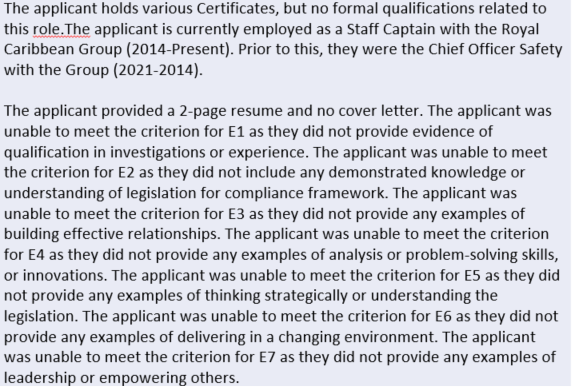 The applicant holds various Certificates, but no formal qualifications related to
this role.The applicant is currently employed as a Staff Captain with the Royal
Caribbean Group (2014-Present). Prior to this, they were the Chief Officer Safety
with the Group (2021-2014).
The applicant provided a 2-page resume and no cover letter. The applicant was
unable to meet the criterion for E1 as they did not provide evidence of
qualification in investigations or experience. The applicant was unable to meet
the criterion for E2 as they did not include any demonstrated knowledge or
understanding of legislation for compliance framework. The applicant was
unable to meet the criterion for E3 as they did not provide any examples of
building effective relationships. The applicant was unable to meet the criterion
for E4 as they did not provide any examples of analysis or problem-solving skills,
or innovations. The applicant was unable to meet the criterion for E5 as they did
not provide any examples of thinking strategically or understanding the
legislation. The applicant was unable to meet the criterion for E6 as they did not
provide any examples of delivering in a changing environment. The applicant
was unable to meet the criterion for E7 as they did not provide any examples of
leadership or empowering others.